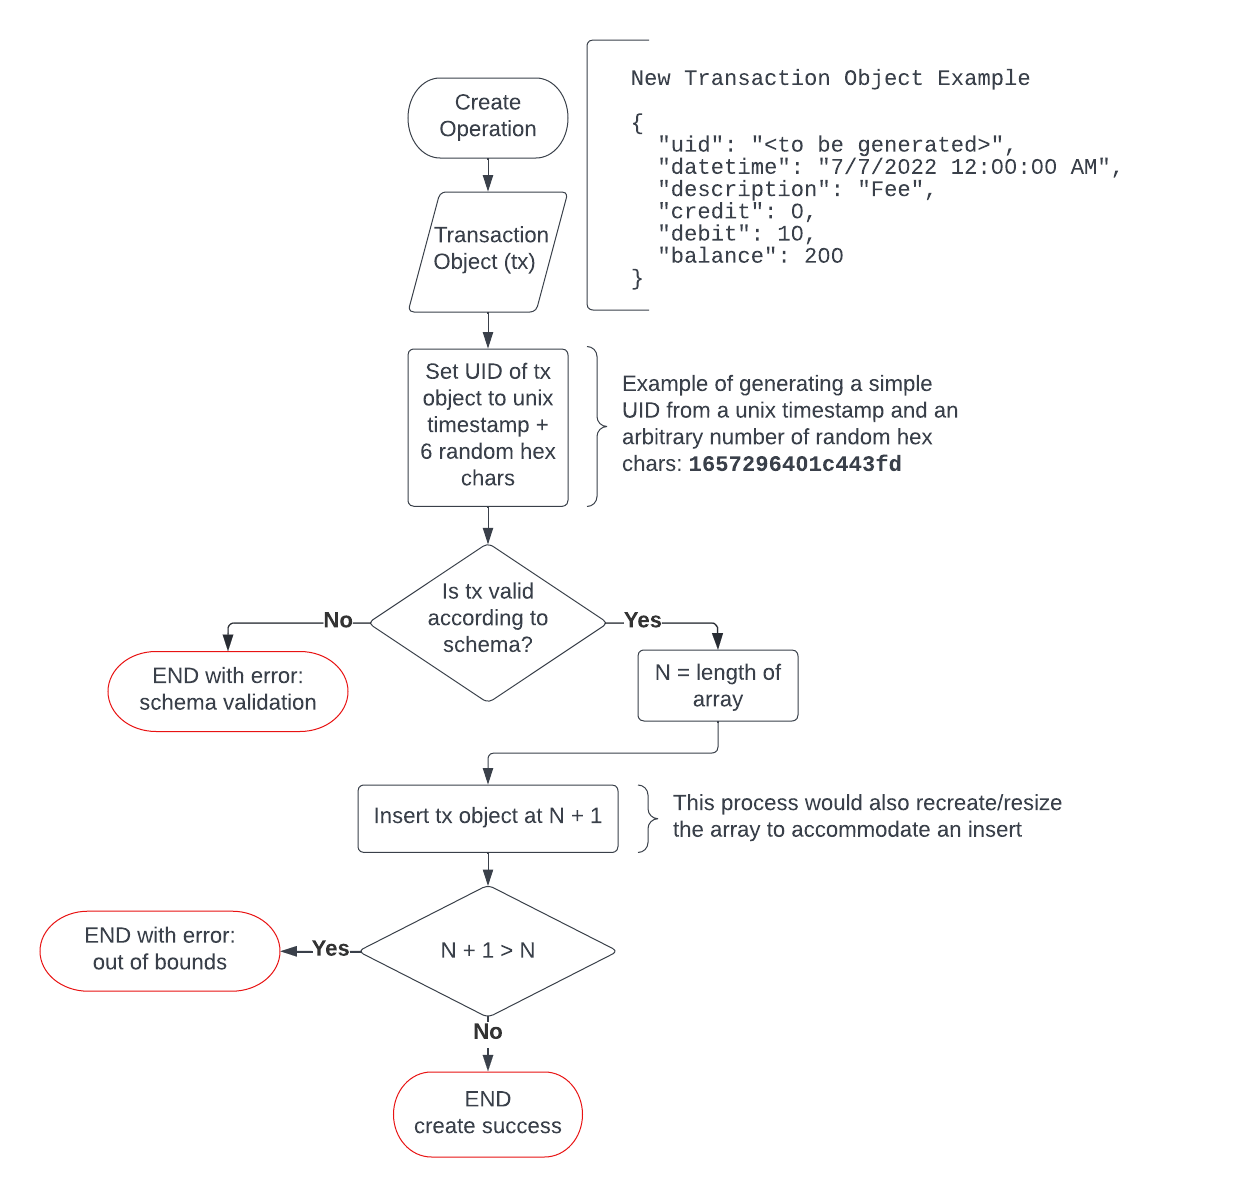 Create
Operation
New Transaction Object Example
{
"uid": "<to be generated>",
"datetime": "7/7/2022 12:00:00 AM",
"description": "Fee",
"credit": 0,
"debit": 10,
"balance": 200
}
Transaction
Object (tx)
Set UID of tx
object to unix
timestamp +
6 random hex
chars
Example of generating a simple
UID from a unix timestamp and an
arbitrary number of random hex
chars: 1657296401c443fd
Is tx valid
according to
schema?
No
Yes
END with error:
schema validation
N = length of
array
Insert tx object at N + 1
This process would also recreate/resize
the array to accommodate an insert
N + 1 > N
Yes
END with error:
out of bounds
No
END
create success